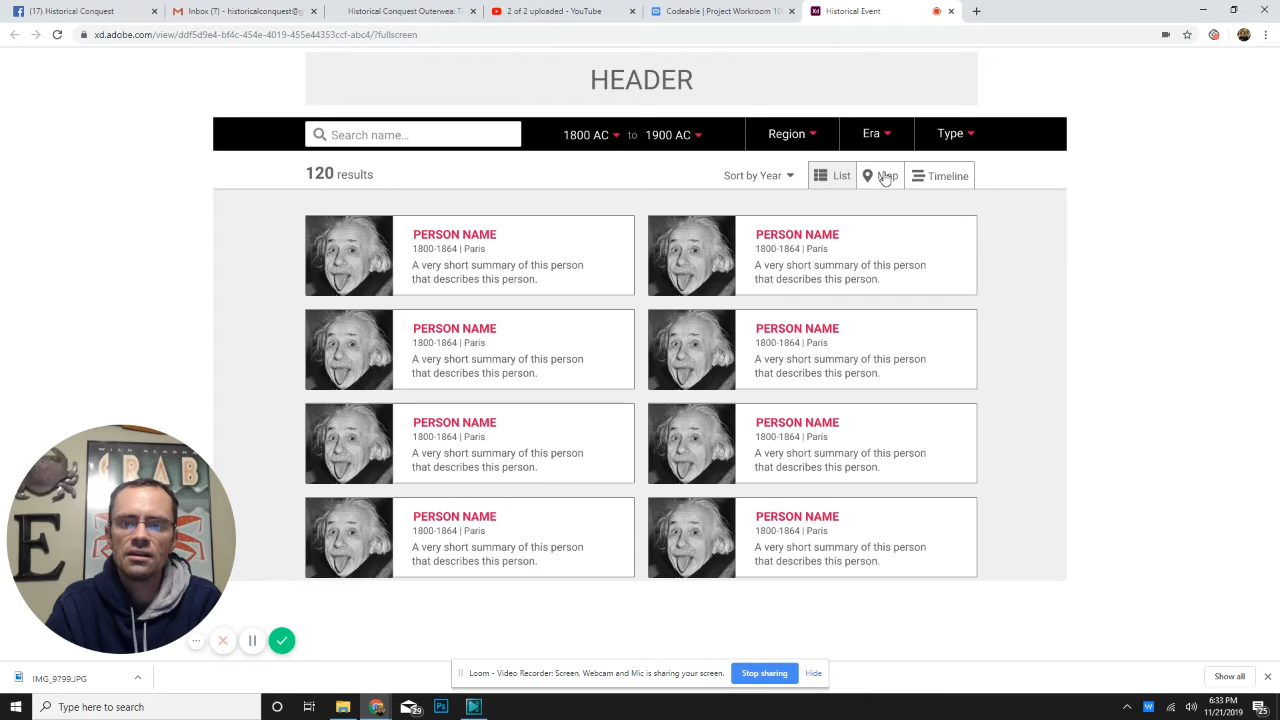 (17) Historical Conquest
Inbox - historicalconquest@g
Historical Conquest Outerwea T
2 of 2 uploaded - YouTube
Codeable | Project Workroom 10
Historical Event
xd.adobe.com/view/ddf5d9e4-bf4c-454e-4019-455e44353ccf-abc7/?fullscreen
HEADER
Search name...
1800 AC to 1900 AC
Region
Era
Type
120 results
Sort by Year
List
Map
Timeline
PERSON NAME
1800-1864 | Paris
A very short summary of this person
that describes this person.
PERSON NAME
1800-1864 | Paris
A very short summary of this person
that describes this person.
PERSON NAME
1800-1864 | Paris
A very short summary of this person
that describes this person.
PERSON NAME
1800-1864 | Paris
A very short summary of this person
that describes this person.
PERSON NAME
1800-1864 | Paris
A very short summary of this person
that describes this person.
PERSON NAME
1800-1864 | Paris
A very short summary of this person
that describes this person.
PERSON NAME
1800-1864 | Paris
A very short summary of this person
that describes this person.
PERSON NAME
1800-1864 | Paris
A very short summary of this person
that describes this person.
WILD ALASKA
CRAB
E
Loom - Video Recorder: Screen, Webcam and Mic is sharing your screen.
Stop sharing
Hide
IMG_9799.JPG
Show all
Type here to search
29
Ps
6:33 PM
11/21/2019
25